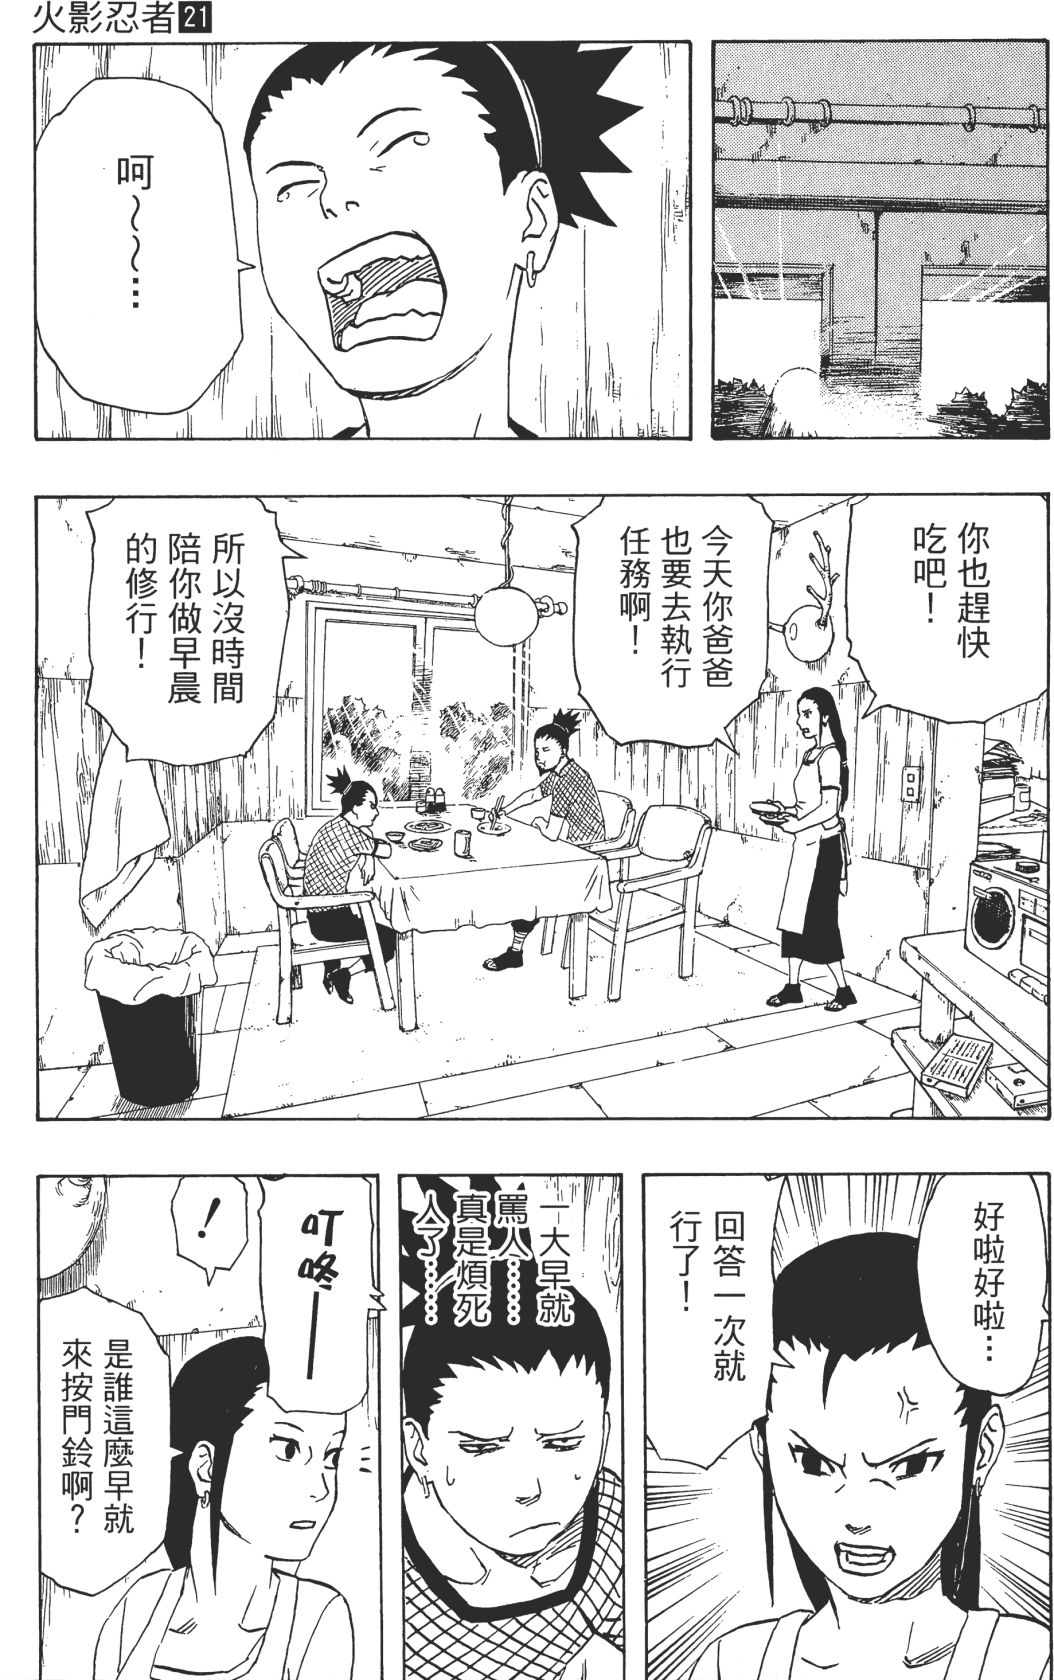 火影忍者21
呵～～…
你也趕快
吃吧！
今天你爸爸
也要去執行
任務啊！
所以沒時間
陪你做早晨
的修行！
好啦好啦…
回答一次就
行了！
一大早就
罵人……
真是煩死
人了……
叮咚──
！
是誰這麼早就
來按門鈴啊？